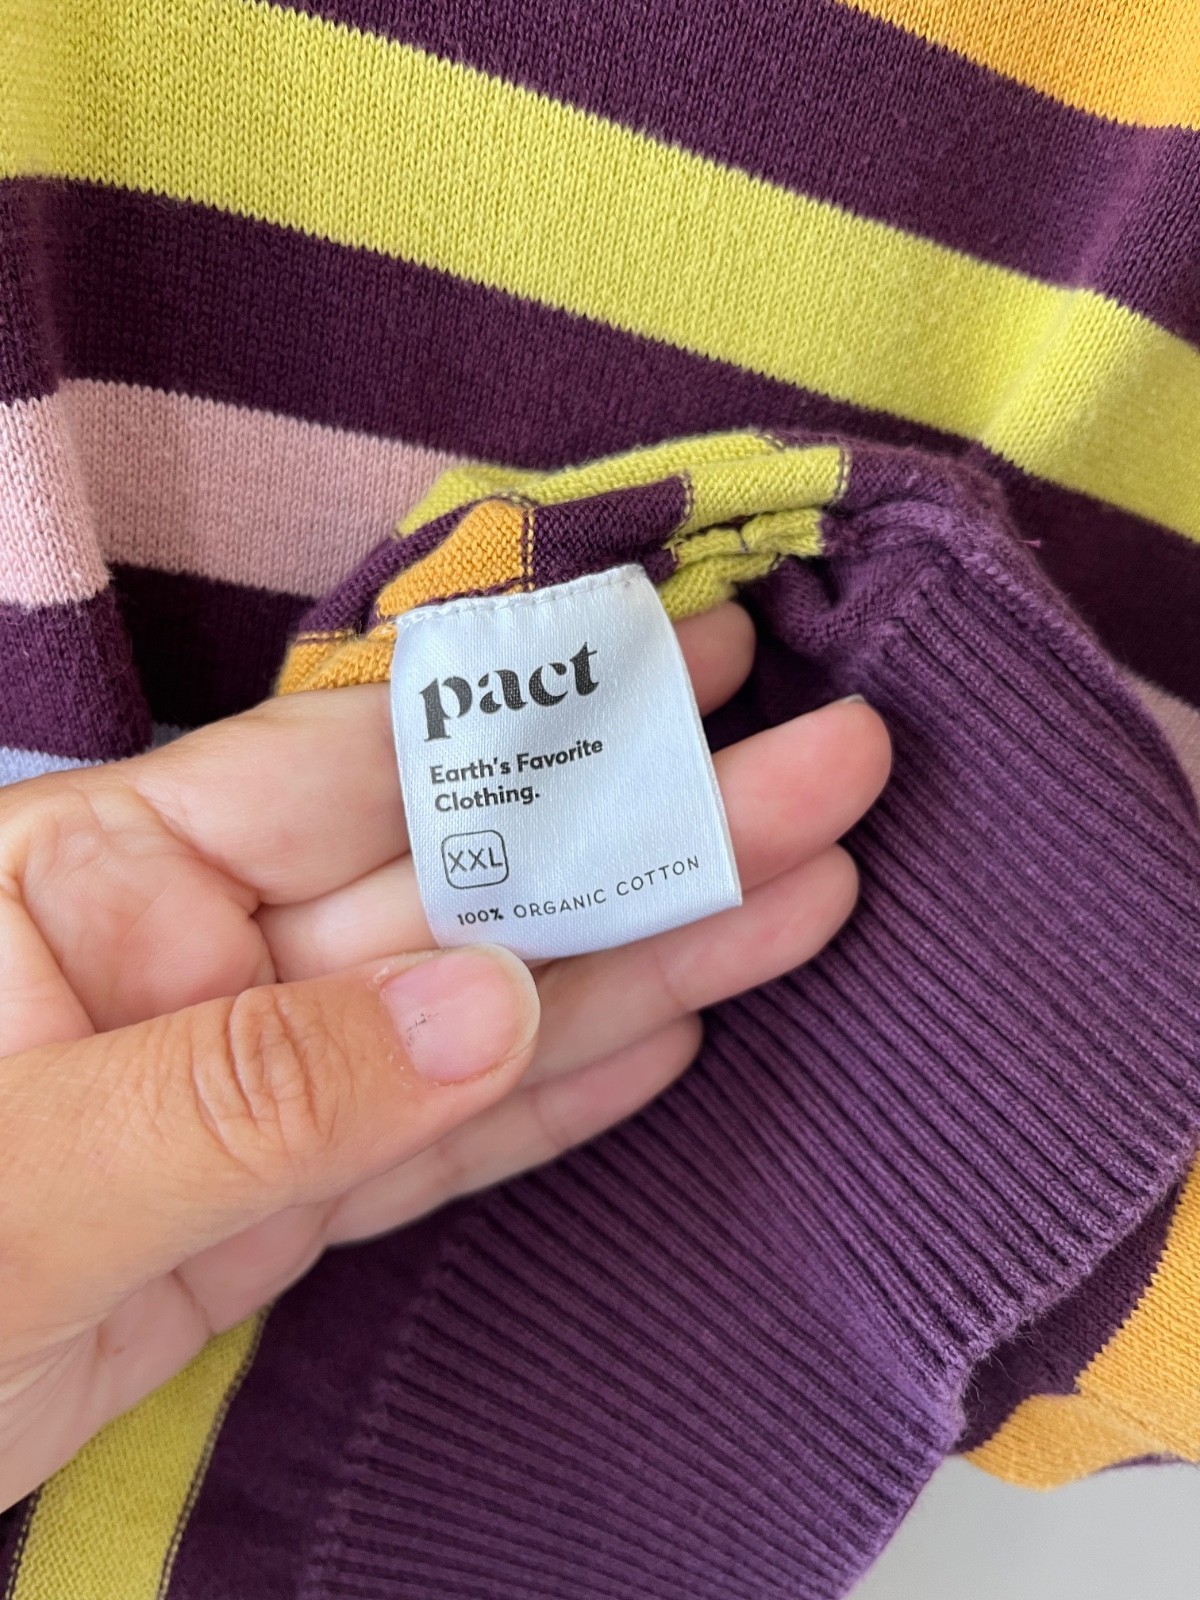 pact
Earth's Favorite
Clothing.
XXL
100% ORGANIC COTTON